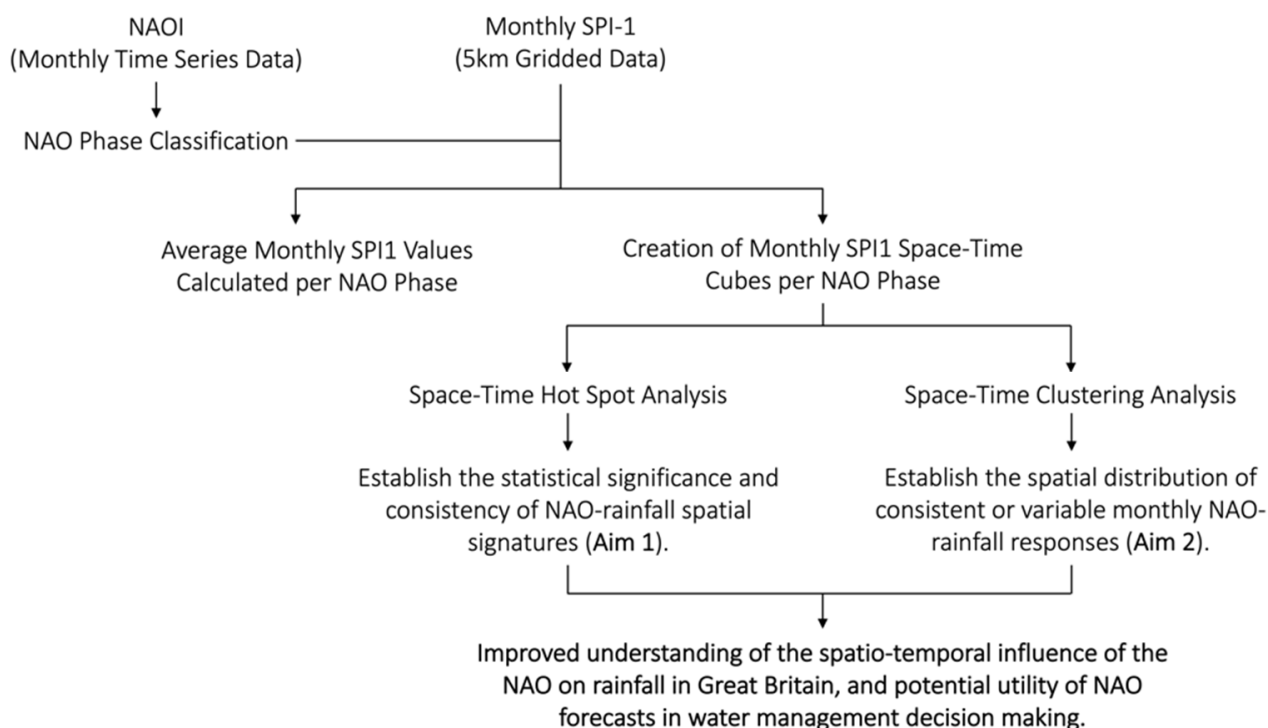 NAOI
(Monthly Time Series Data)
Monthly SPI-1
(5km Gridded Data)
NAO Phase Classification
Average Monthly SPI1 Values
Calculated per NAO Phase
Creation of Monthly SPI1 Space-Time
Cubes per NAO Phase
Space-Time Hot Spot Analysis
Space-Time Clustering Analysis
Establish the statistical significance and
consistency of NAO-rainfall spatial
signatures (Aim 1).
Establish the spatial distribution of
consistent or variable monthly NAO-
rainfall responses (Aim 2).
Improved understanding of the spatio-temporal influence of the
NAO on rainfall in Great Britain, and potential utility of NAO
forecasts in water management decision making.